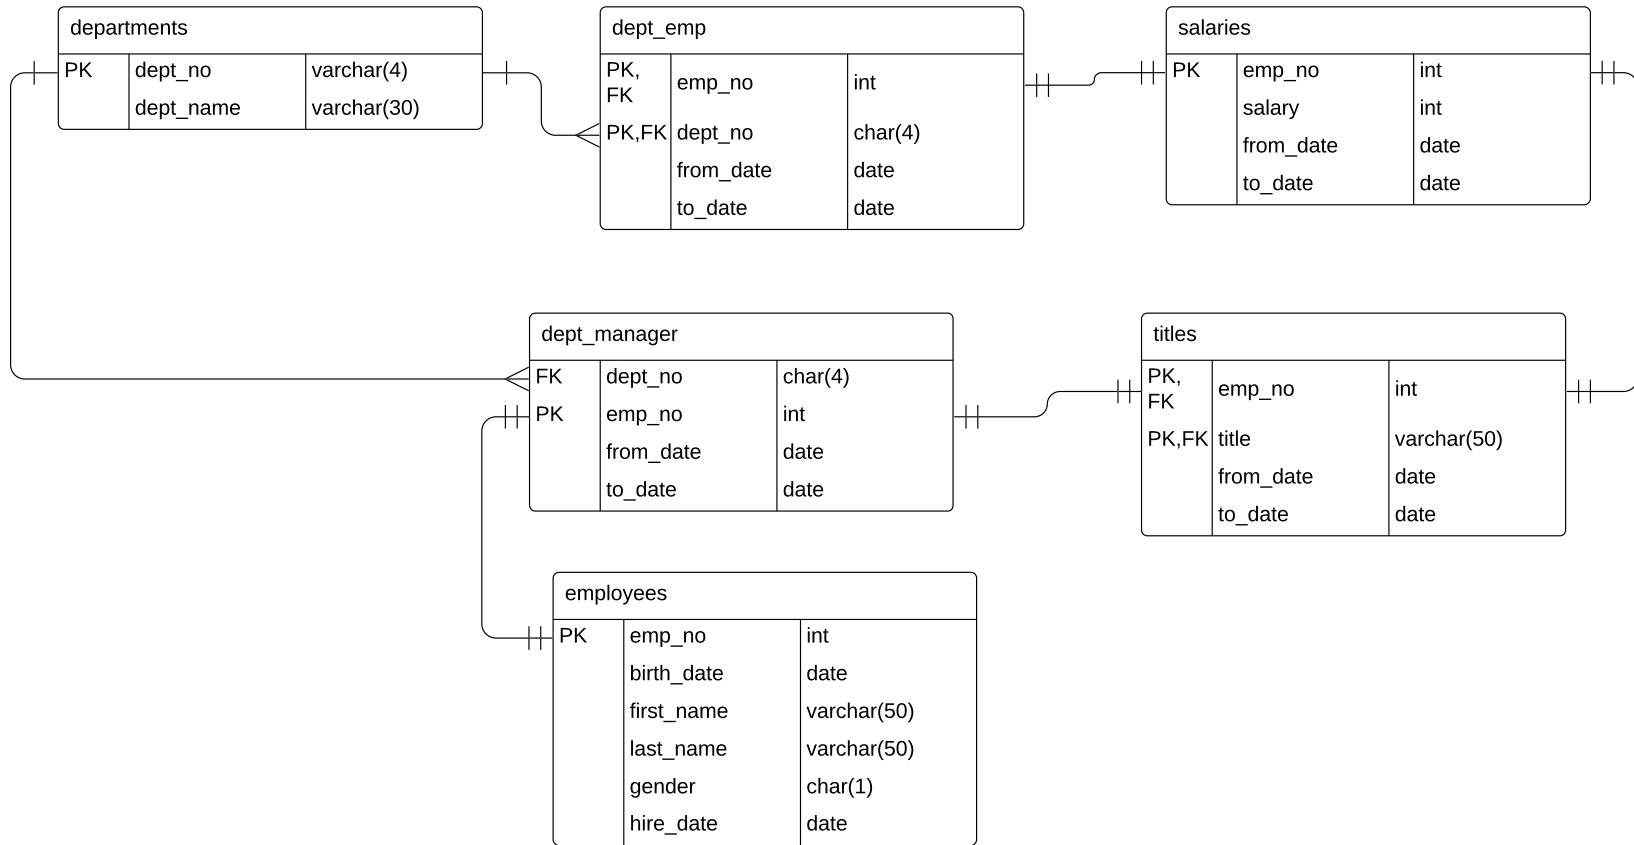 departments
PK dept_no varchar(4)
dept_name varchar(30)
dept_emp
PK,
FK emp_no int
PK,FK dept_no char(4)
from_date date
to_date date
salaries
PK emp_no int
salary int
from_date date
to_date date
dept_manager
FK dept_no char(4)
PK emp_no int
from_date date
to_date date
titles
PK,
FK emp_no int
PK,FK title varchar(50)
from_date date
to_date date
employees
PK emp_no int
birth_date date
first_name varchar(50)
last_name varchar(50)
gender char(1)
hire_date date